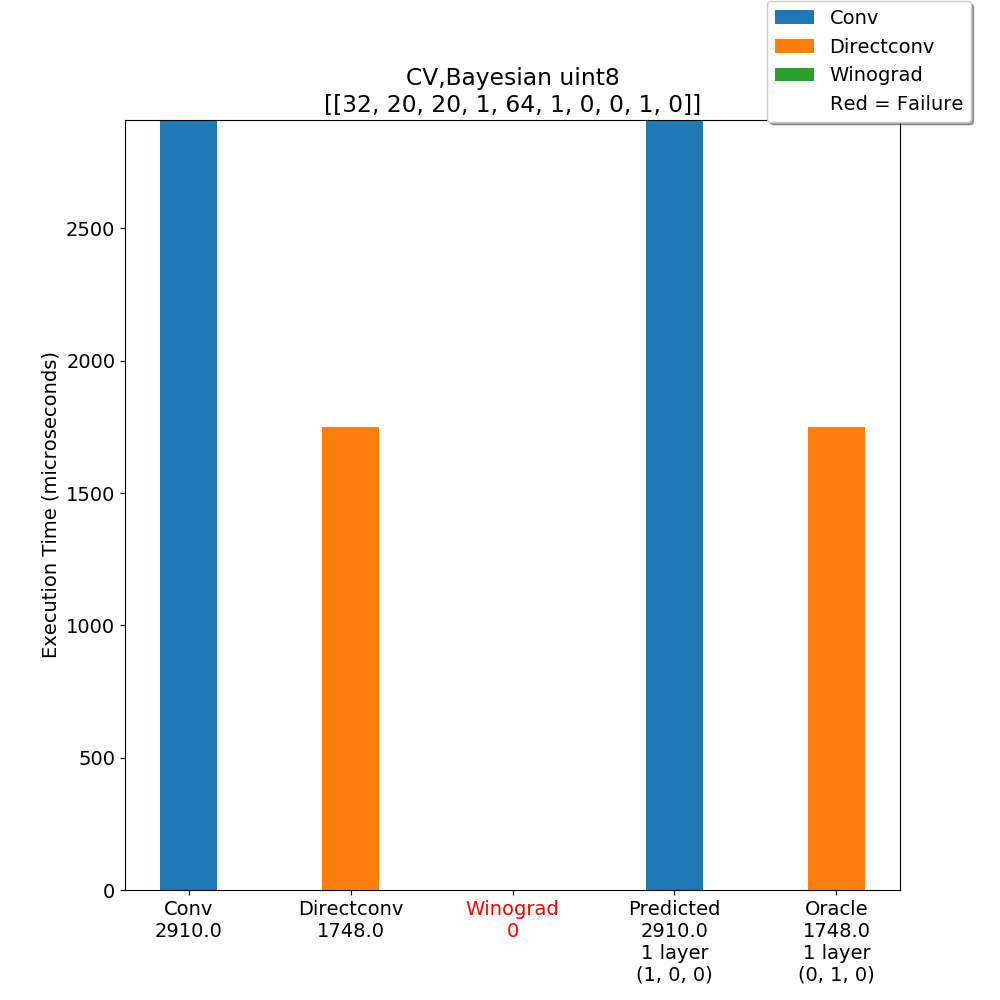 Conv
Directconv
Winograd
Red = Failure
CV,Bayesian uint8
[[32, 20, 20, 1, 64, 1, 0, 0, 1, 0]]
Execution Time (microseconds)
2500
2000
1500
1000
500
0
Conv
2910.0
Directconv
1748.0
Winograd
0
Predicted
2910.0
1 layer
(1, 0, 0)
Oracle
1748.0
1 layer
(0, 1, 0)